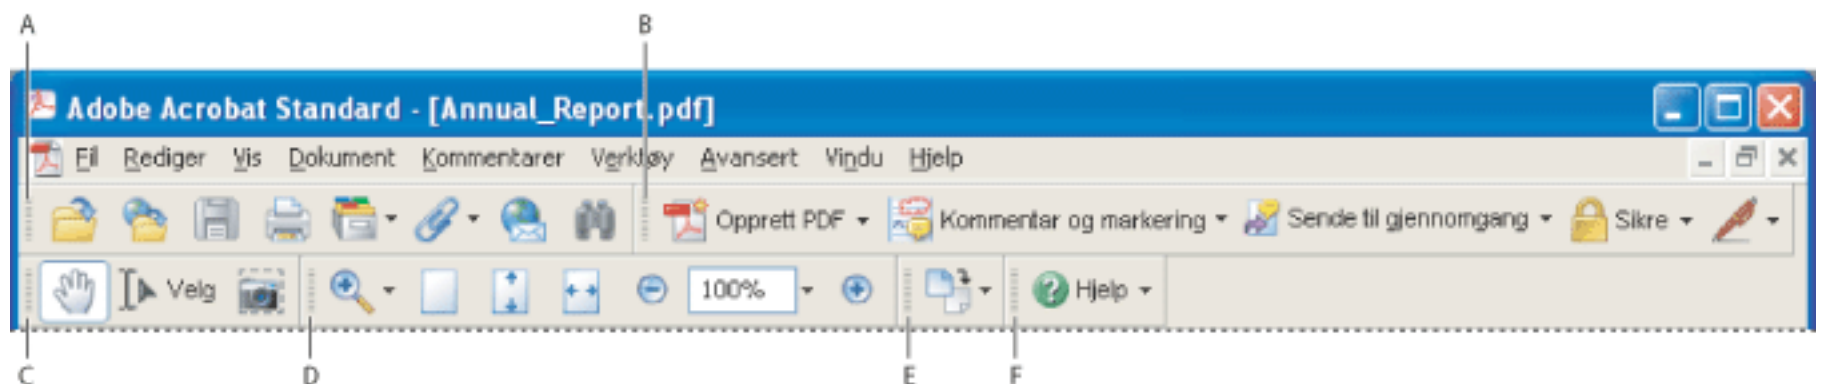 A B
Adobe Acrobat Standard - [Annual_Report.pdf]
Fil Rediger Vis Dokument Kommentarer Verktøy Avansert Vindu Hjelp
Opprett PDF Kommentar og markering Sende til gjennomgang Sikre
Velg 100% Hjelp
C D E F